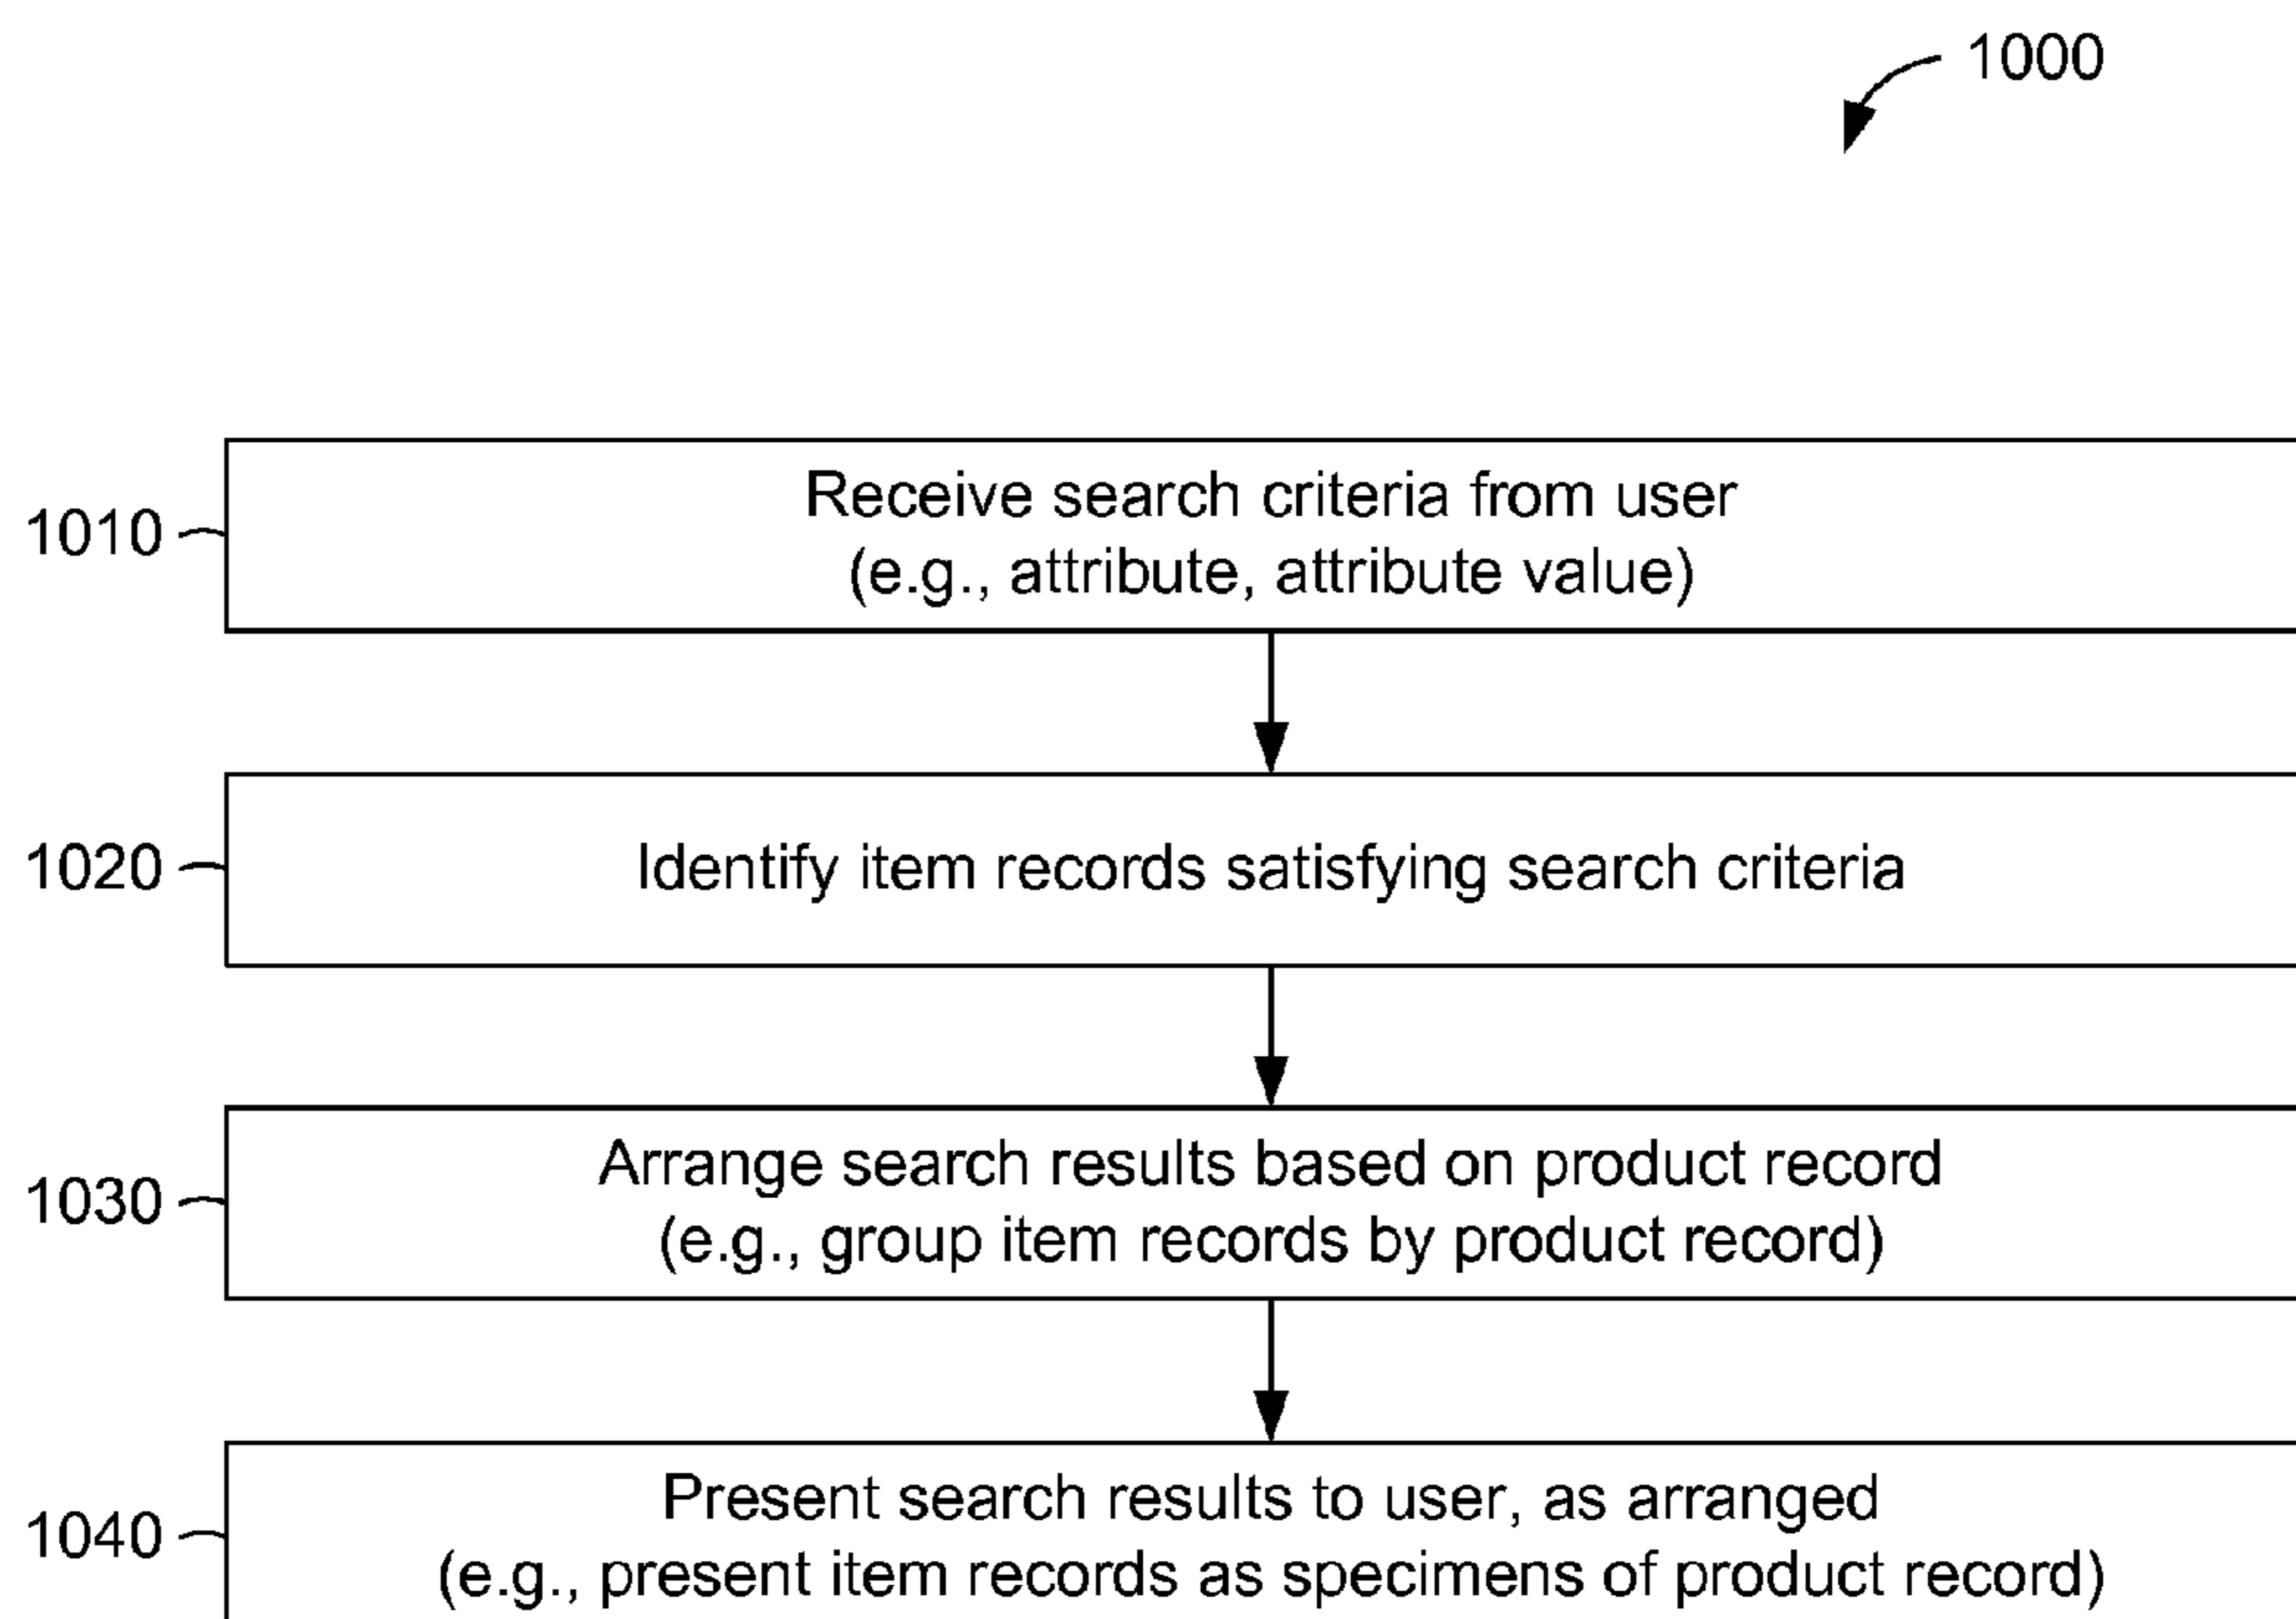 1000
1010
Receive search criteria from user
(e.g., attribute, attribute value)
1020
Identify item records satisfying search criteria
1030
Arrange search results based on product record
(e.g., group item records by product record)
1040
Present search results to user, as arranged
(e.g., present item records as specimens of product record)